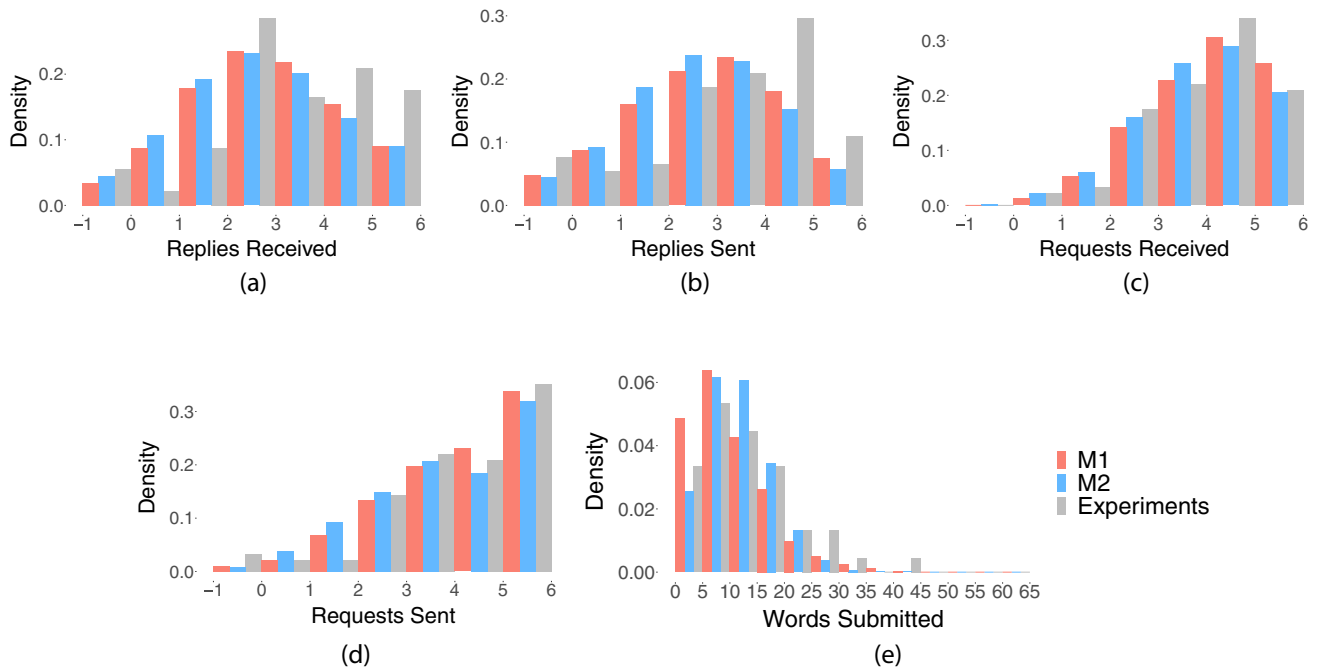 Density
0.2
0.1
0.0
−1 0 1 2 3 4 5 6
Replies Received
(a)
Density
0.3
0.2
0.1
0.0
−1 0 1 2 3 4 5 6
Replies Sent
(b)
Density
0.3
0.2
0.1
0.0
−1 0 1 2 3 4 5 6
Requests Received
(c)
Density
0.3
0.2
0.1
0.0
−1 0 1 2 3 4 5 6
Requests Sent
(d)
Density
0.06
0.04
0.02
0.00
0 5 10 15 20 25 30 35 40 45 50 55 60 65
Words Submitted
(e)
M1
M2
Experiments